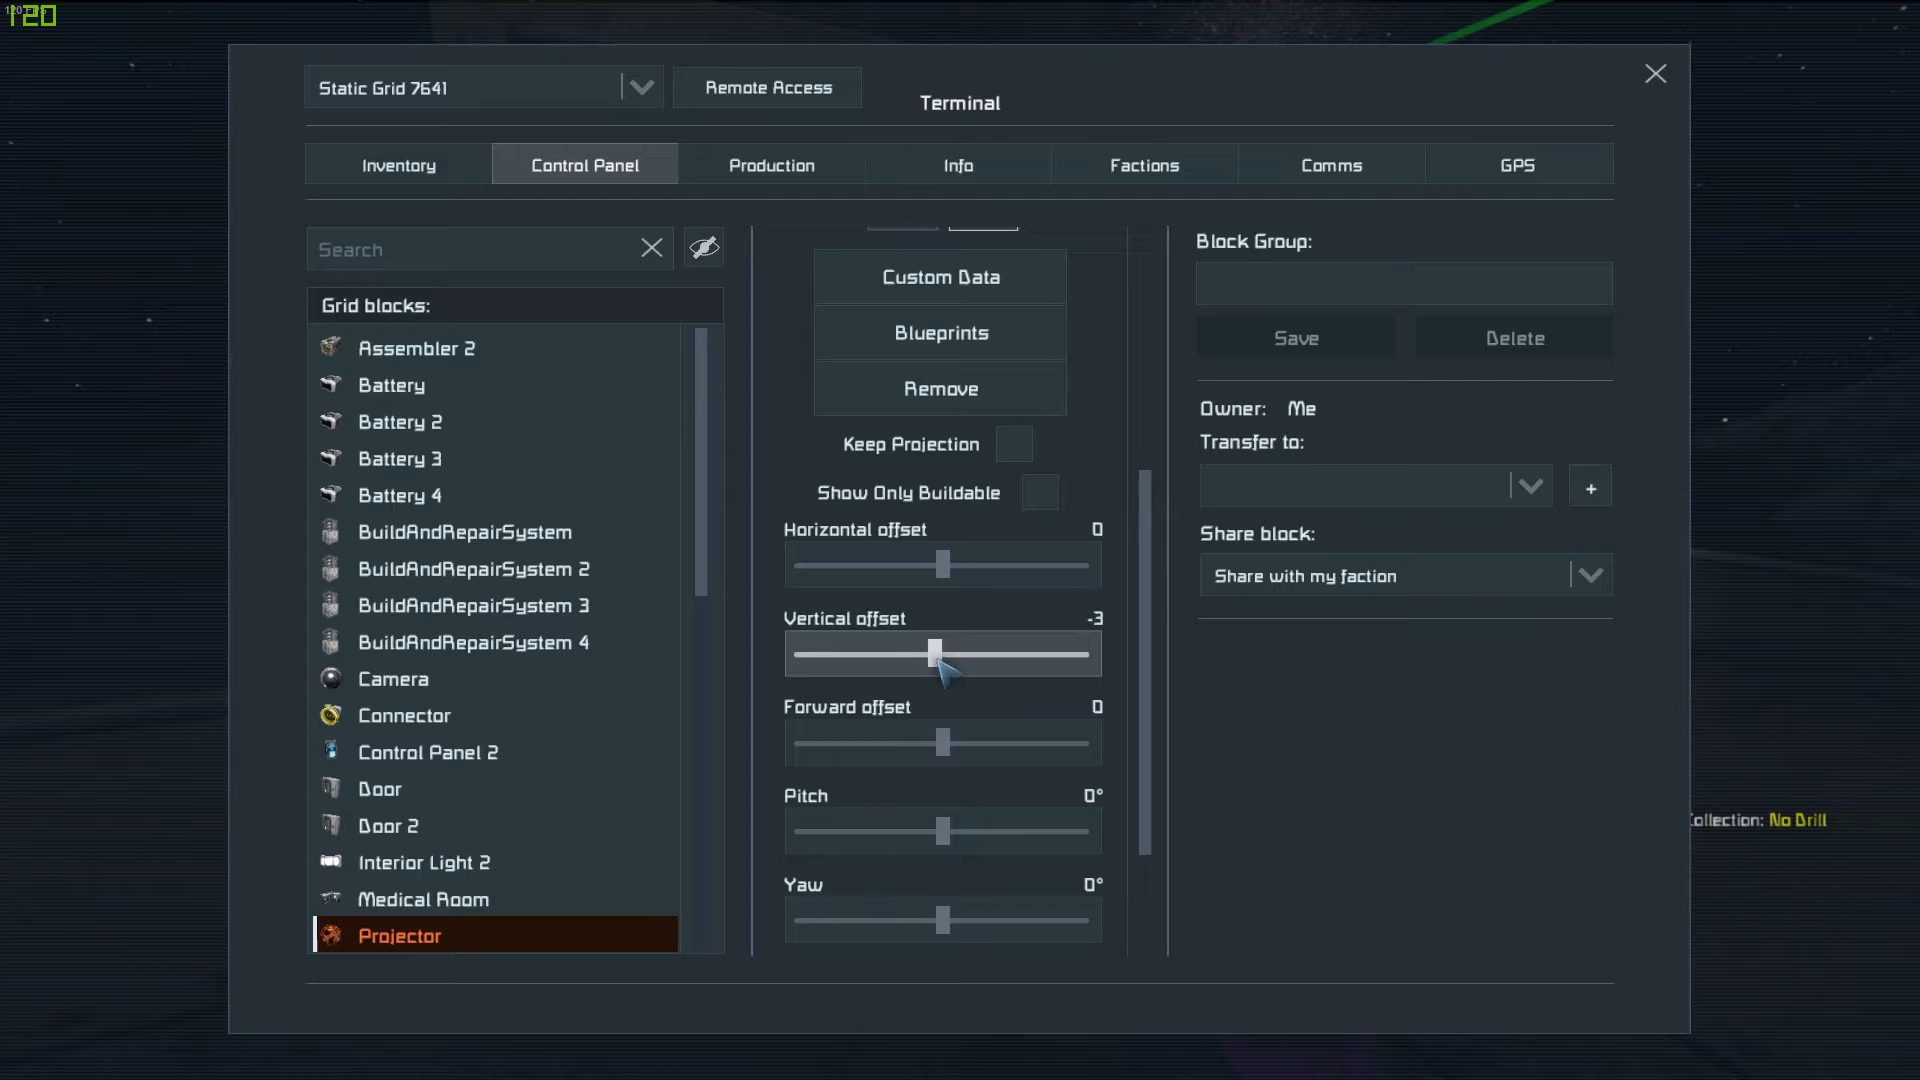 120
120 FPS
Static Grid 7641
Remote Access
Terminal
Inventory
Control Panel
Production
Info
Factions
Comms
GPS
Search
Grid blocks:
Assembler 2
Battery
Battery 2
Battery 3
Battery 4
BuildAndRepairSystem
BuildAndRepairSystem 2
BuildAndRepairSystem 3
BuildAndRepairSystem 4
Camera
Connector
Control Panel 2
Door
Door 2
Interior Light 2
Medical Room
Projector
Custom Data
Blueprints
Remove
Keep Projection
Show Only Buildable
Horizontal offset 0
Vertical offset -3
Forward offset 0
Pitch 0°
Yaw 0°
Block Group:
Save
Delete
Owner: Me
Transfer to:
+
Share block:
Share with my faction
Collection: No Drill